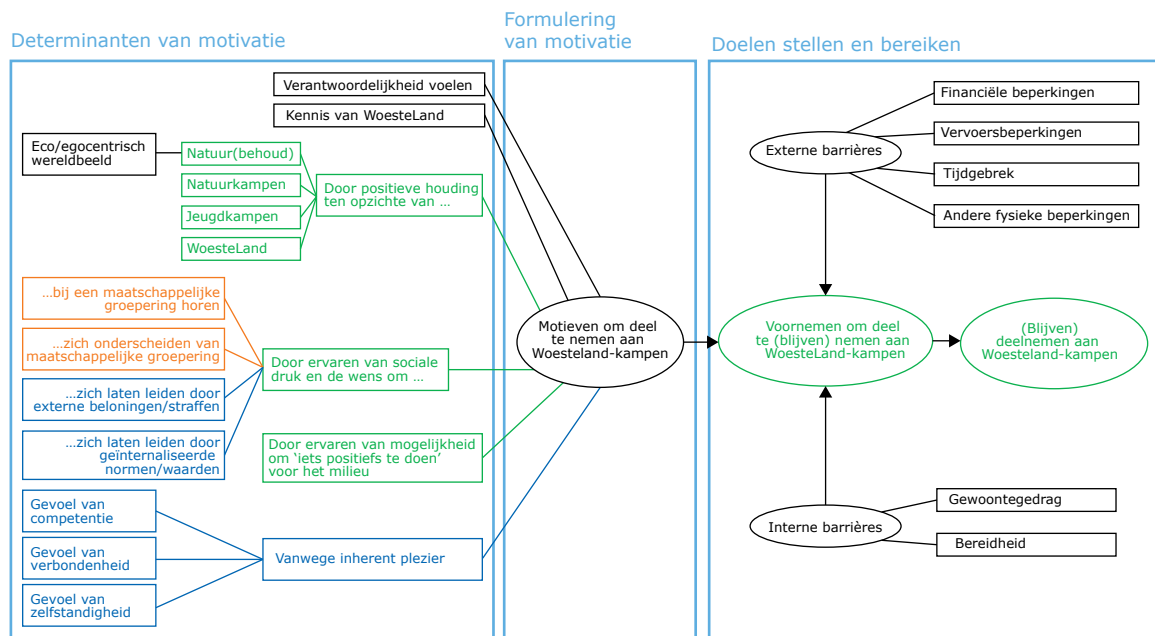 Determinanten van motivatie
Formulering
van motivatie
Doelen stellen en bereiken
Verantwoordelijkheid voelen
Kennis van WoesteLand
Eco/egocentrisch
wereldbeeld
Natuur(behoud)
Natuurkampen
Jeugdkampen
WoesteLand
Door positieve houding
ten opzichte van ...
...bij een maatschappelijke
groepering horen
...zich onderscheiden van
maatschappelijke groepering
...zich laten leiden door
externe beloningen/straffen
...zich laten leiden door
geïnternaliseerde
normen/waarden
Door ervaren van sociale
druk en de wens om ...
Door ervaren van mogelijkheid
om ‘iets positiefs te doen’
voor het milieu
Gevoel van
competentie
Gevoel van
verbondenheid
Gevoel van
zelfstandigheid
Vanwege inherent plezier
Motieven om deel
te nemen aan
Woesteland-kampen
Externe barrières
Financiële beperkingen
Vervoersbeperkingen
Tijdgebrek
Andere fysieke beperkingen
Voornemen om deel
te (blijven) nemen aan
WoesteLand-kampen
(Blijven)
deelnemen aan
Woesteland-kampen
Interne barrières
Gewoontegedrag
Bereidheid